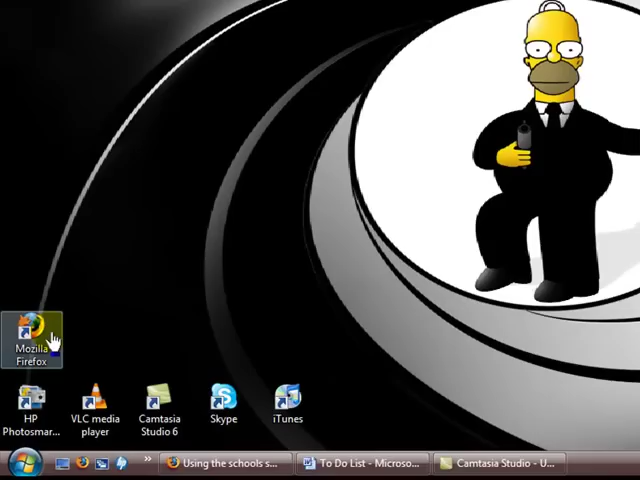 Mozilla
Firefox
HP
Photosmar...
VLC media
player
Camtasia
Studio 6
Skype
iTunes
Using the schools s...
To Do List - Microso...
Camtasia Studio - U...